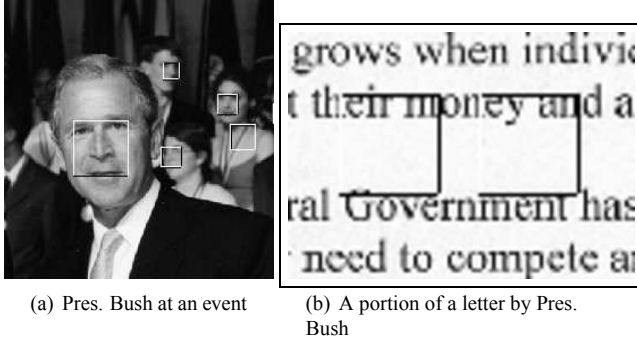 grows when indivi
t their money and a
ral Government has
need to compete a
(a) Pres. Bush at an event
(b) A portion of a letter by Pres.
Bush